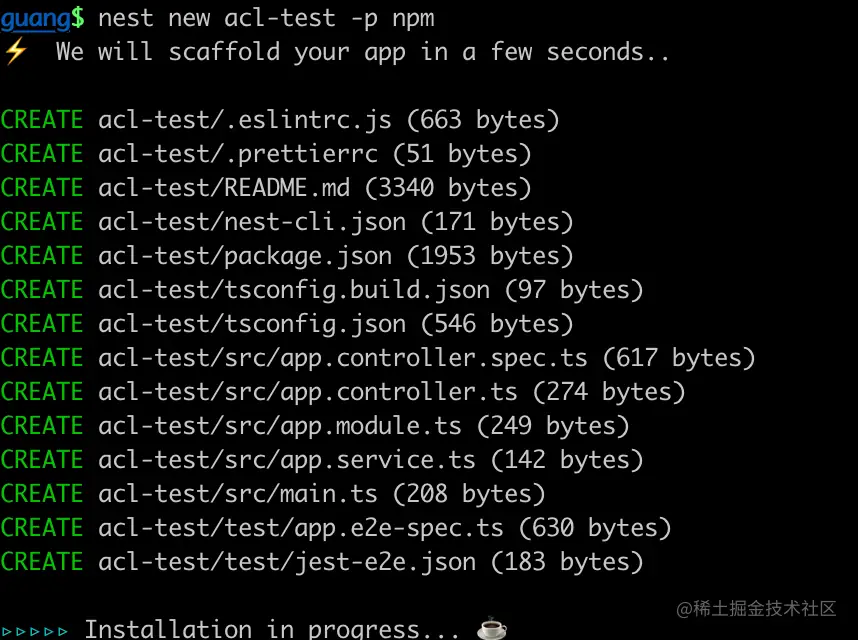 guang$ nest new acl-test -p npm
⚡ We will scaffold your app in a few seconds..
CREATE acl-test/.eslintrc.js (663 bytes)
CREATE acl-test/.prettierrc (51 bytes)
CREATE acl-test/README.md (3340 bytes)
CREATE acl-test/nest-cli.json (171 bytes)
CREATE acl-test/package.json (1953 bytes)
CREATE acl-test/tsconfig.build.json (97 bytes)
CREATE acl-test/tsconfig.json (546 bytes)
CREATE acl-test/src/app.controller.spec.ts (617 bytes)
CREATE acl-test/src/app.controller.ts (274 bytes)
CREATE acl-test/src/app.module.ts (249 bytes)
CREATE acl-test/src/app.service.ts (142 bytes)
CREATE acl-test/src/main.ts (208 bytes)
CREATE acl-test/test/app.e2e-spec.ts (630 bytes)
CREATE acl-test/test/jest-e2e.json (183 bytes)
@稀土掘金技术社区
▹▹▹▹▹ Installation in progress... ☕